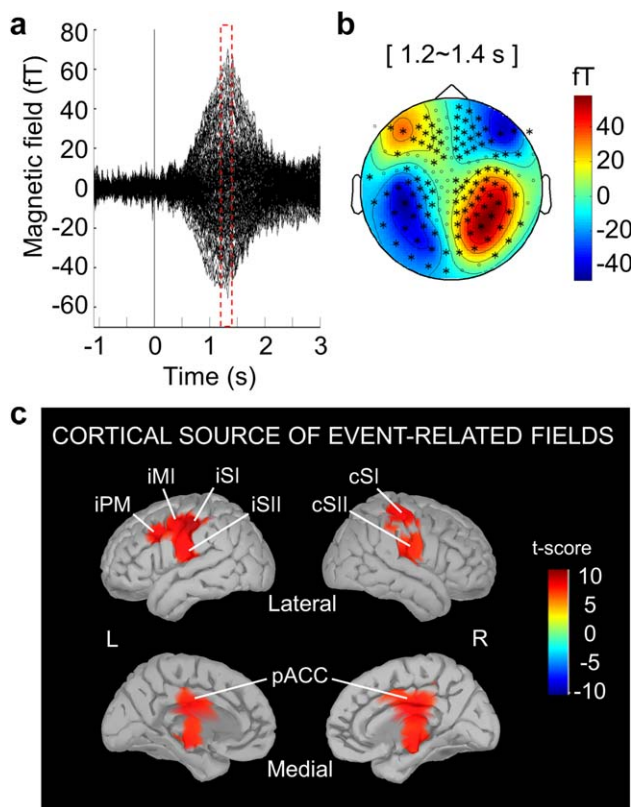 a
Magnetic field (fT)
80
60
40
20
0
-20
-40
-60
-1 0 1 2 3
Time (s)
b
[ 1.2~1.4 s ]
fT
40
20
0
-20
-40
c
CORTICAL SOURCE OF EVENT-RELATED FIELDS
iPM iMI iSI iSII
cSI cSII
Lateral
L R
pACC
Medial
t-score
10
5
0
-5
-10